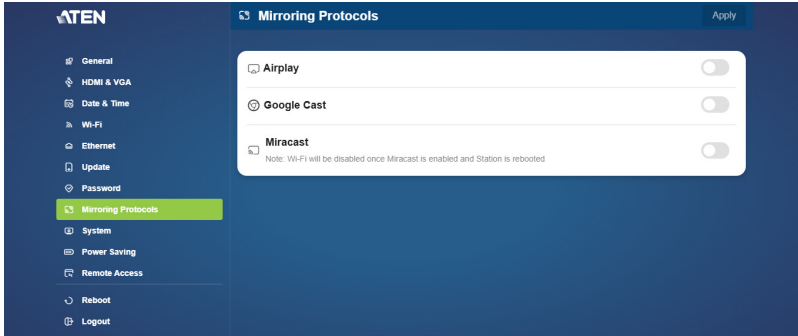 ATEN
Mirroring Protocols
Apply
General
HDMI & VGA
Date & Time
Wi-Fi
Ethernet
Update
Password
Mirroring Protocols
System
Power Saving
Remote Access
Reboot
Logout
Airplay
Google Cast
Miracast
Note: Wi-Fi will be disabled once Miracast is enabled and Station is rebooted